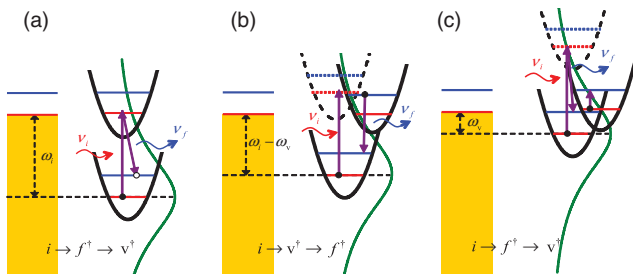 (a)
ν_i
ν_f
ω_i
i → f† → v†
(b)
ν_i
ν_f
ω_i − ω_v
i → v† → f†
(c)
ν_i
ν_f
ω_v
i → f† → v†